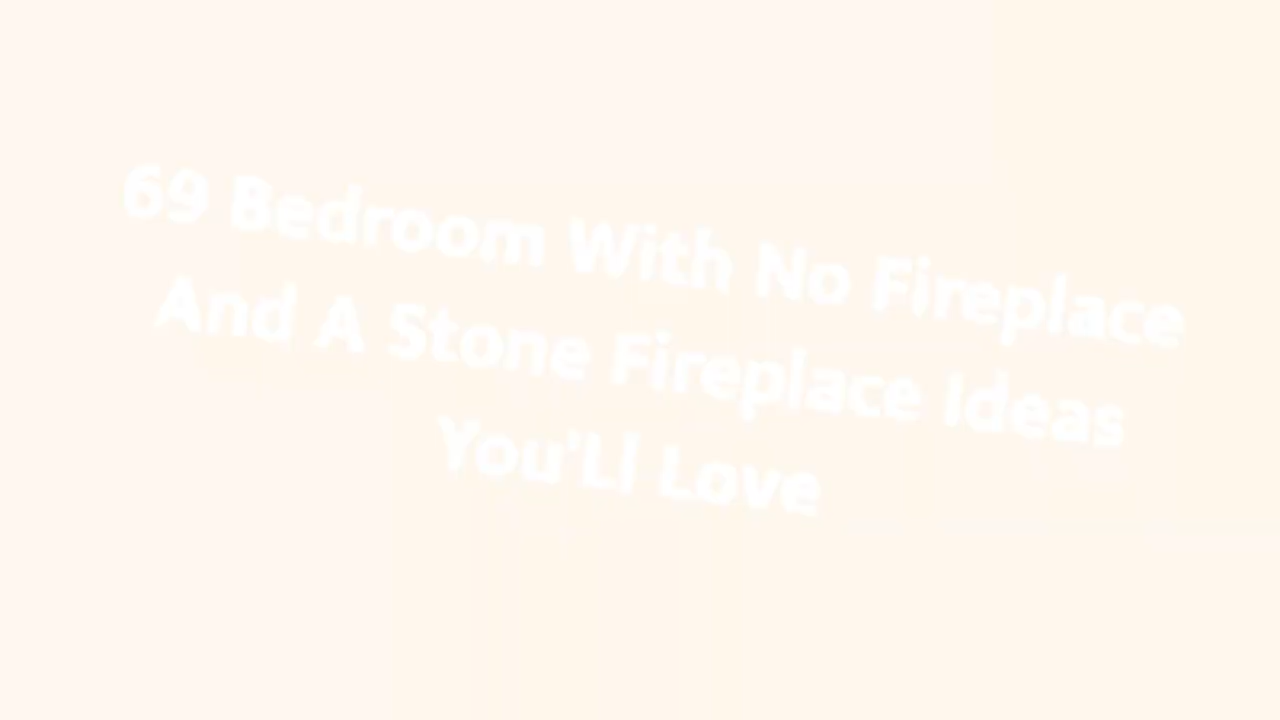 69 Bedroom With No Fireplace
And A Stone Fireplace Ideas
You'Ll Love